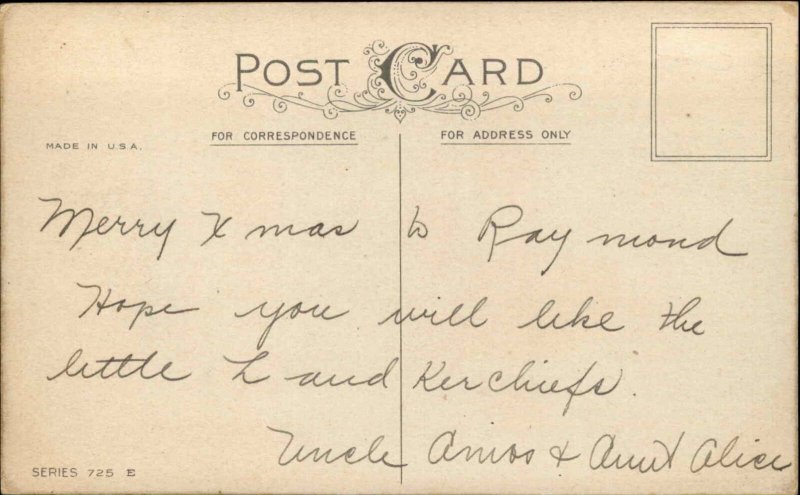 POST CARD
FOR CORRESPONDENCE
FOR ADDRESS ONLY
MADE IN U.S.A.
Merry Xmas to Raymond
Hope you will like the
little Hand Kerchiefs.
Uncle Amos & Aunt Alice
SERIES 725 E